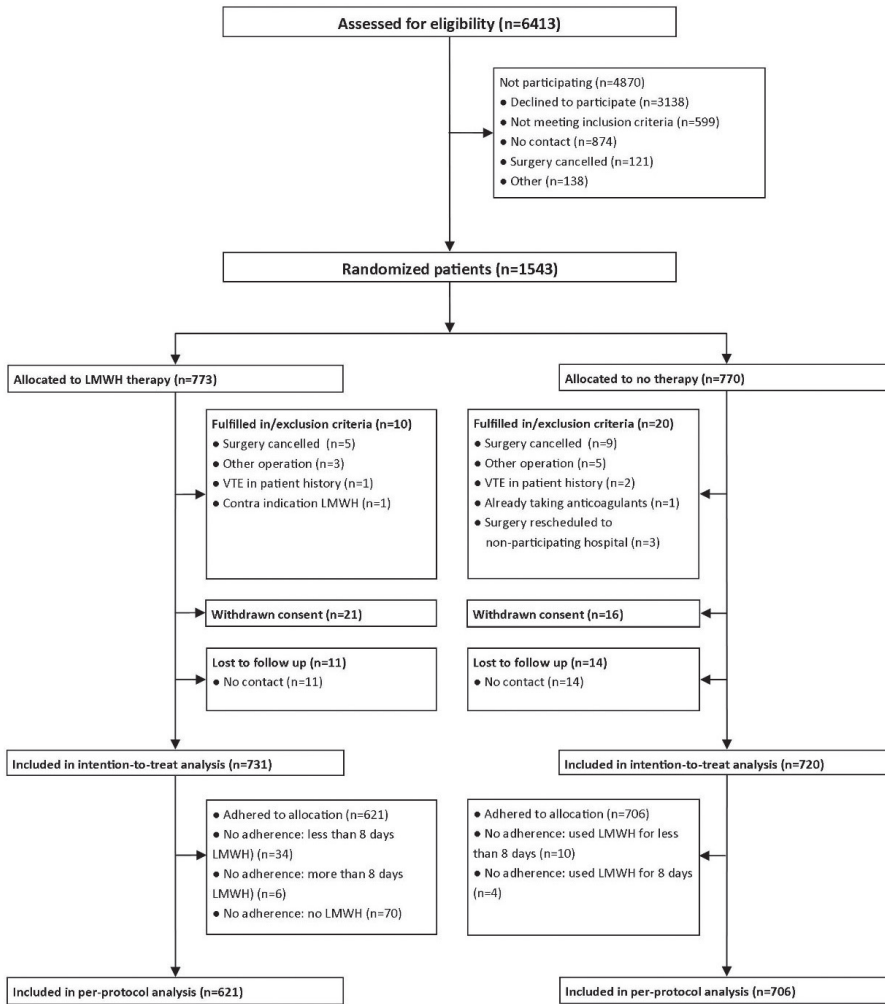 Assessed for eligibility (n=6413)
Not participating (n=4870)
● Declined to participate (n=3138)
● Not meeting inclusion criteria (n=599)
● No contact (n=874)
● Surgery cancelled (n=121)
● Other (n=138)
Randomized patients (n=1543)
Allocated to LMWH therapy (n=773)
Allocated to no therapy (n=770)
Fulfilled in/exclusion criteria (n=10)
● Surgery cancelled (n=5)
● Other operation (n=3)
● VTE in patient history (n=1)
● Contra indication LMWH (n=1)
Fulfilled in/exclusion criteria (n=20)
● Surgery cancelled (n=9)
● Other operation (n=5)
● VTE in patient history (n=2)
● Already taking anticoagulants (n=1)
● Surgery rescheduled to
non-participating hospital (n=3)
Withdrawn consent (n=21)
Withdrawn consent (n=16)
Lost to follow up (n=11)
● No contact (n=11)
Lost to follow up (n=14)
● No contact (n=14)
Included in intention-to-treat analysis (n=731)
Included in intention-to-treat analysis (n=720)
● Adhered to allocation (n=621)
● No adherence: less than 8 days
LMWH) (n=34)
● No adherence: more than 8 days
LMWH) (n=6)
● No adherence: no LMWH (n=70)
● Adhered to allocation (n=706)
● No adherence: used LMWH for less
than 8 days (n=10)
● No adherence: used LMWH for 8 days
(n=4)
Included in per-protocol analysis (n=621)
Included in per-protocol analysis (n=706)